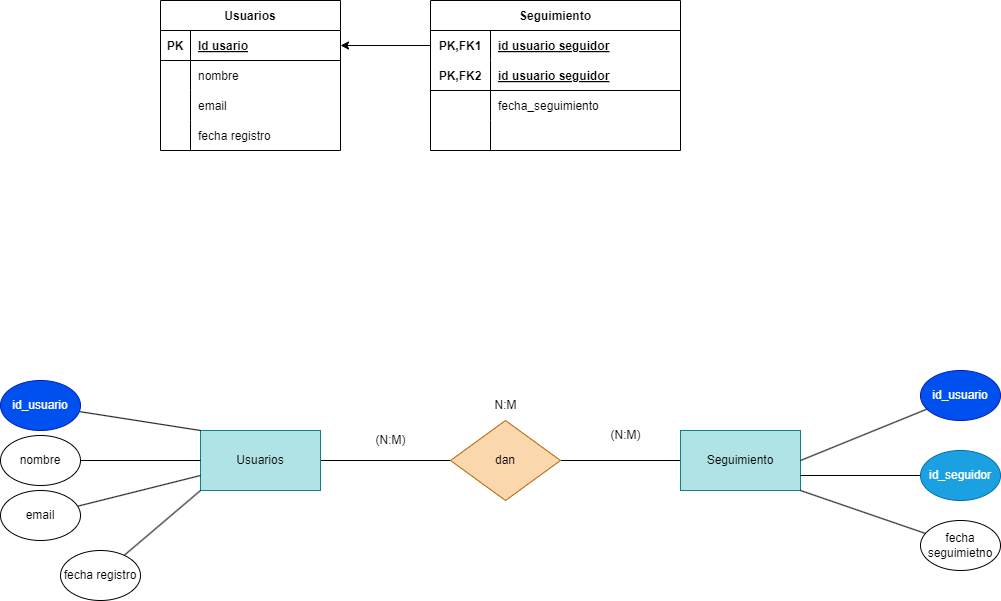 Usuarios
PK Id usario
nombre
email
fecha registro
Seguimiento
PK,FK1 id usuario seguidor
PK,FK2 id usuario seguidor
fecha_seguimiento
id_usuario
nombre
email
fecha registro
Usuarios
(N:M)
N:M
dan
(N:M)
Seguimiento
id_usuario
id_seguidor
fecha
seguimietno